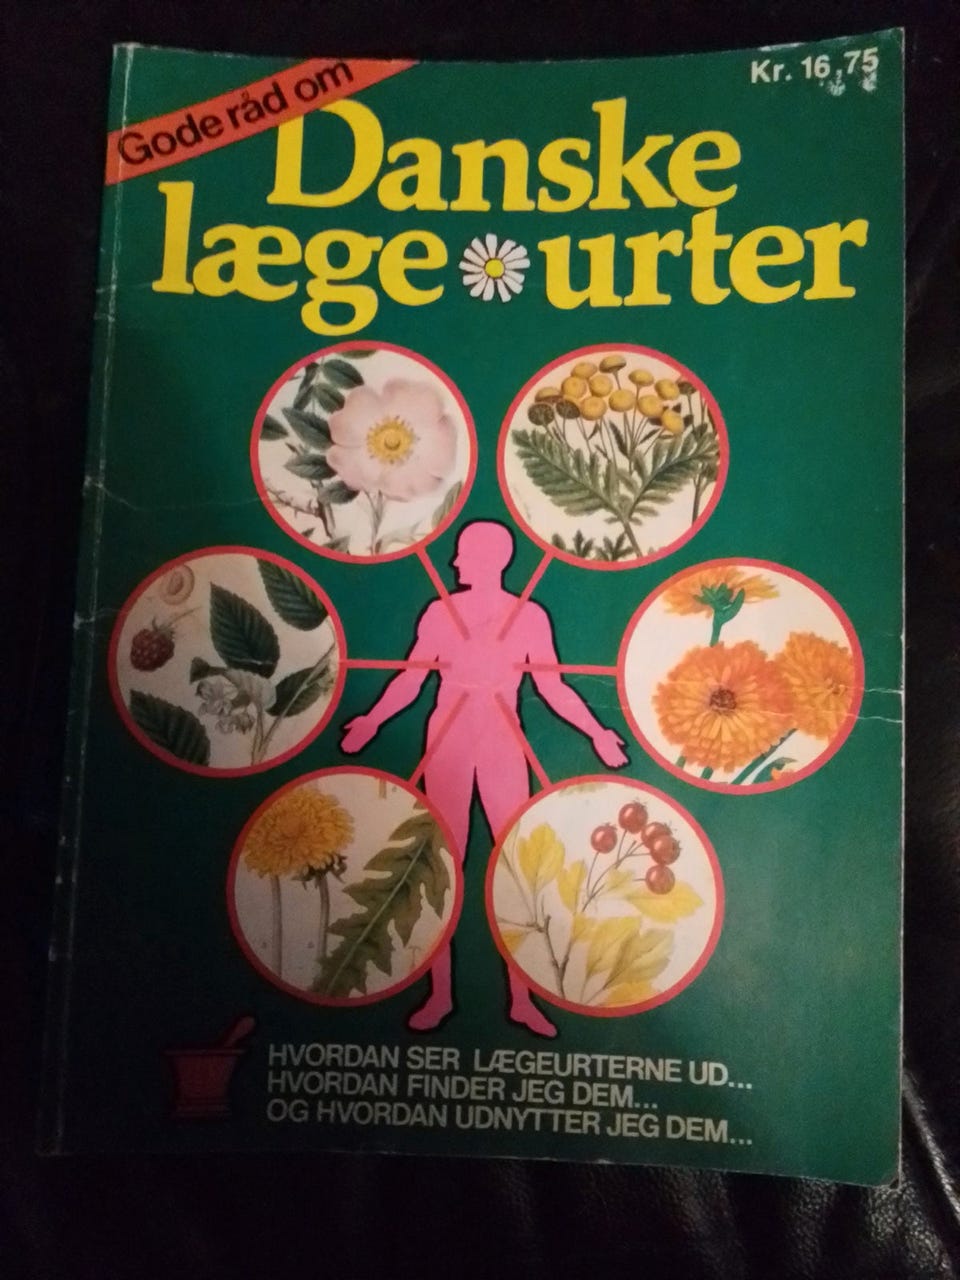 Gode råd om
Kr. 16,75
Danske
læge urter
HVORDAN SER LÆGEURTERNE UD...
HVORDAN FINDER JEG DEM...
OG HVORDAN UDNYTTER JEG DEM...